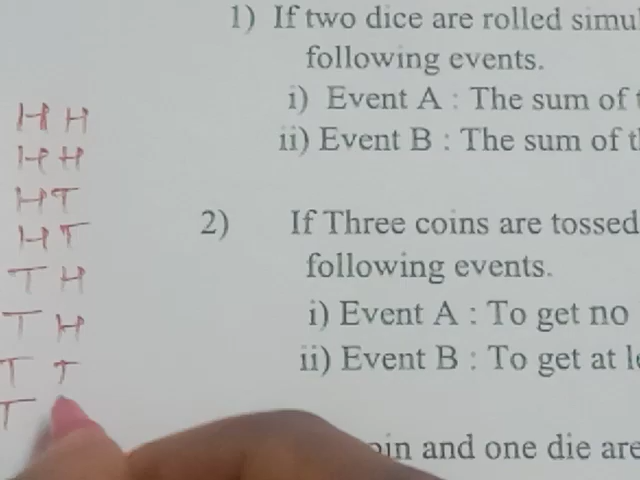 1) If two dice are rolled
following events.
i) Event A : The sum of
ii) Event B : The sum of
H H
H H
H T
H T
T H
T H
T T
T
2) If Three coins are tossed
following events.
i) Event A : To get no
ii) Event B : To get at
and one die are